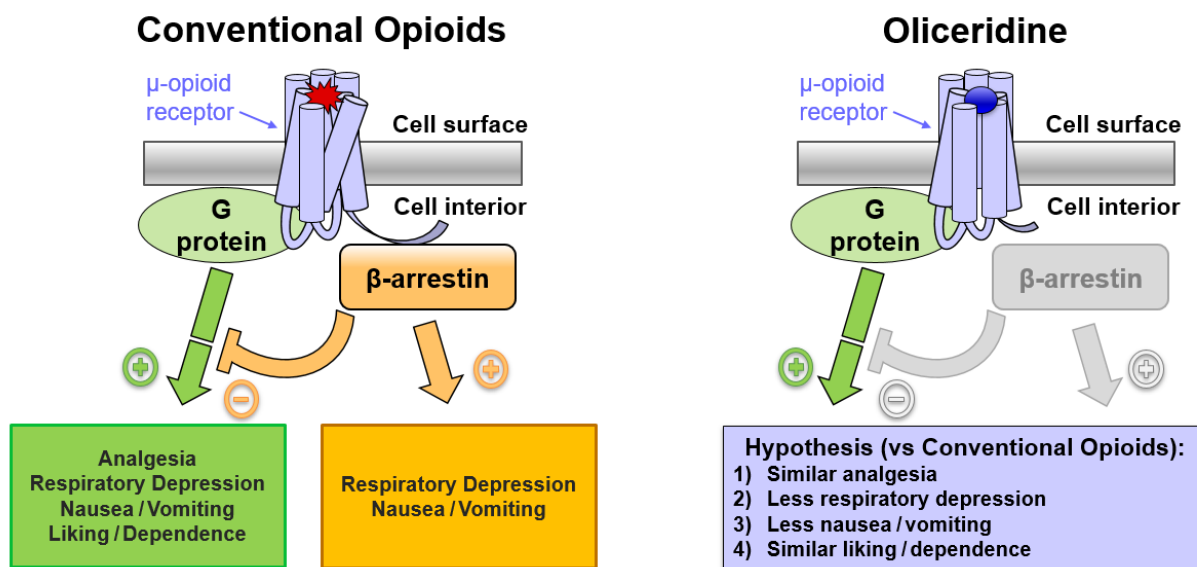 Conventional Opioids
μ-opioid
receptor
Cell surface
Cell interior
G
protein
β-arrestin
+
−
+
Analgesia
Respiratory Depression
Nausea / Vomiting
Liking / Dependence
Respiratory Depression
Nausea / Vomiting
Oliceridine
μ-opioid
receptor
Cell surface
Cell interior
G
protein
β-arrestin
+
−
+
Hypothesis (vs Conventional Opioids):
1) Similar analgesia
2) Less respiratory depression
3) Less nausea / vomiting
4) Similar liking / dependence